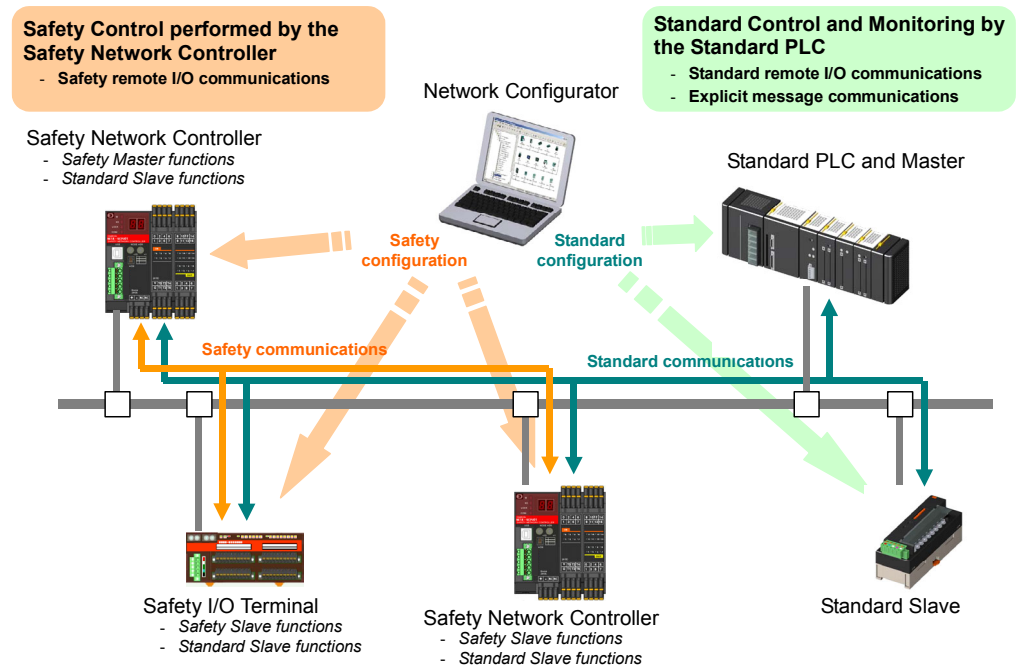 Safety Control performed by the
Safety Network Controller
- Safety remote I/O communications
Standard Control and Monitoring by
the Standard PLC
- Standard remote I/O communications
- Explicit message communications
Network Configurator
Safety Network Controller
- Safety Master functions
- Standard Slave functions
Standard PLC and Master
Safety
configuration
Standard
configuration
Safety communications
Standard communications
Safety I/O Terminal
- Safety Slave functions
- Standard Slave functions
Safety Network Controller
- Safety Slave functions
- Standard Slave functions
Standard Slave